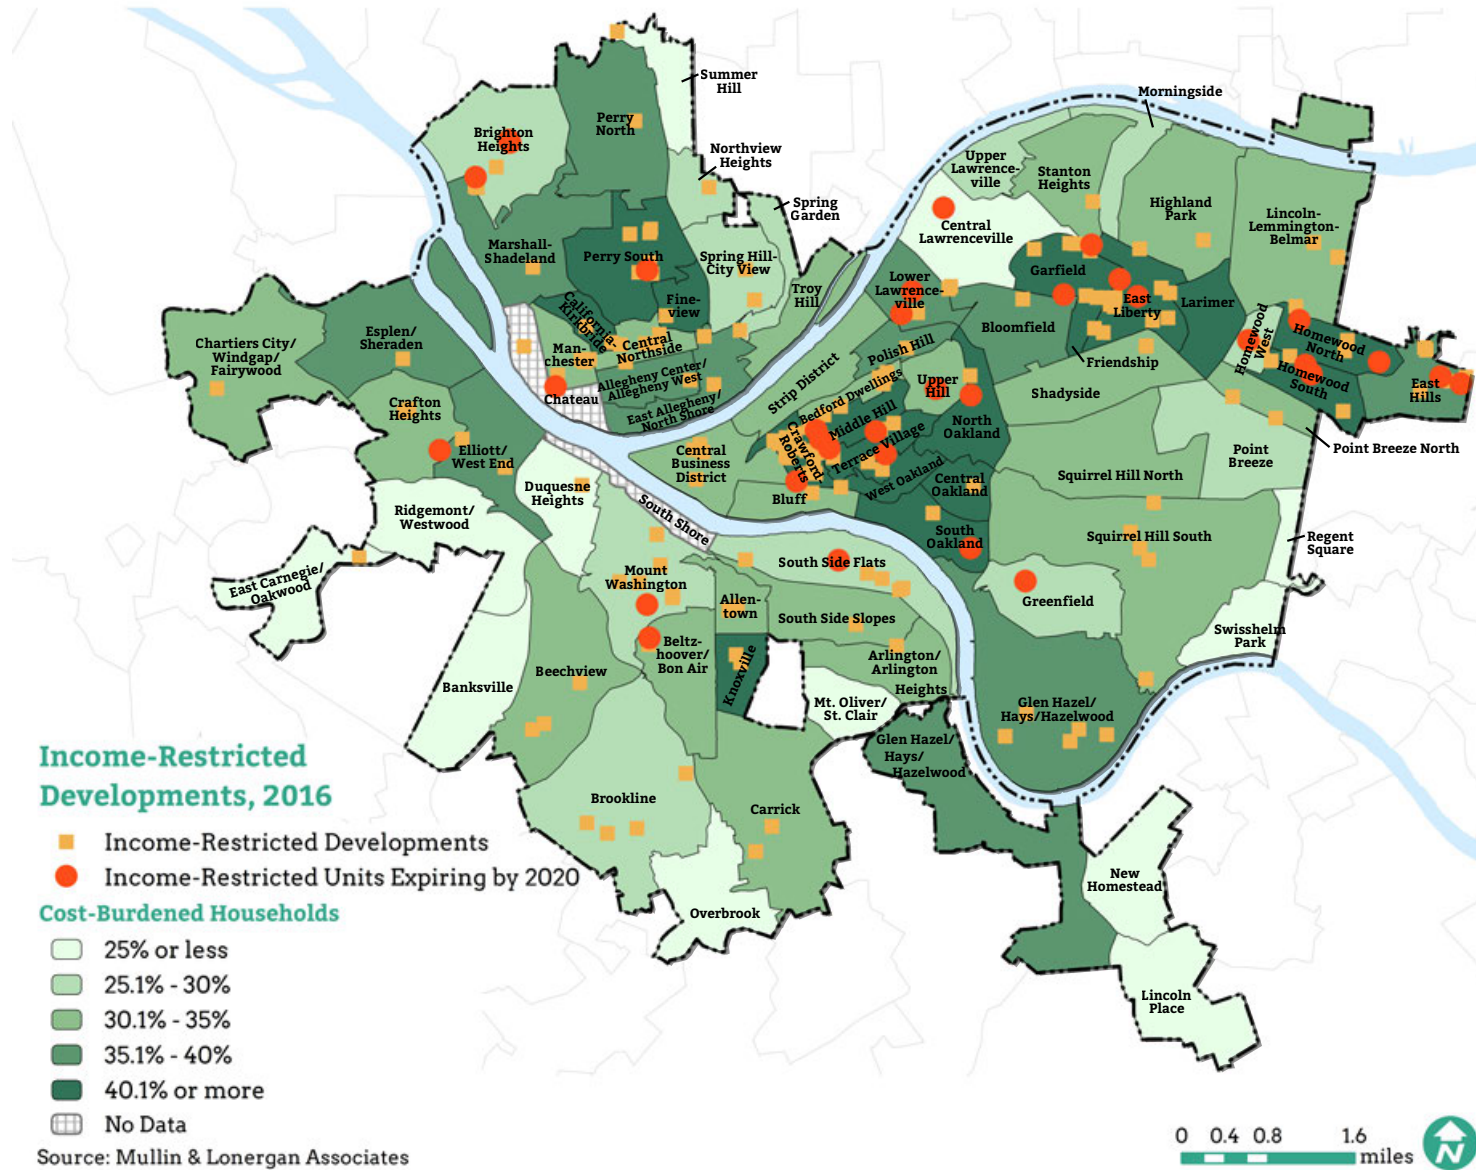 Summer
Hill
Morningside
Perry
North
Brighton
Heights
Northview
Heights
Upper
Lawrence-
ville
Stanton
Heights
Spring
Garden
Highland
Park
Lincoln-
Lemmington-
Belmar
Central
Lawrenceville
Marshall-
Shadeland
Perry South
Spring Hill-
City View
Garfield
Lower
Lawrence-
ville
Troy
Hill
Fine-
view
East
Liberty
Larimer
California-
Kirkbride
Bloomfield
Esplen/
Sheraden
Chartiers City/
Windgap/
Fairywood
Central
Northside
Man-
chester
Polish Hill
Friendship
Homewood
West
Homewood
North
Homewood
South
East
Hills
Allegheny Center/
Allegheny West
Strip District
Upper
Hill
Shadyside
Chateau
Bedford Dwellings
East Allegheny/
North Shore
Crafton
Heights
Middle Hill
North
Oakland
Crawford-
Roberts
Terrace Village
Point Breeze North
Elliott/
West End
Central
Business
District
Point
Breeze
West Oakland
Squirrel Hill North
Central
Oakland
Duquesne
Heights
Bluff
Ridgemont/
Westwood
South Shore
South
Oakland
Squirrel Hill South
Regent
Square
South Side Flats
East Carnegie/
Oakwood
Mount
Washington
Greenfield
Allen-
town
South Side Slopes
Swisshelm
Park
Beltz-
hoover/
Bon Air
Arlington/
Arlington
Heights
Beechview
Knoxville
Banksville
Mt. Oliver/
St. Clair
Glen Hazel/
Hays/Hazelwood
Glen Hazel/
Hays/
Hazelwood
Income-Restricted
Developments, 2016
Brookline
Carrick
Income-Restricted Developments
Income-Restricted Units Expiring by 2020
New
Homestead
Cost-Burdened Households
Overbrook
25% or less
25.1% - 30%
Lincoln
Place
30.1% - 35%
35.1% - 40%
40.1% or more
No Data
Source: Mullin & Lonergan Associates
0 0.4 0.8 1.6
miles
N